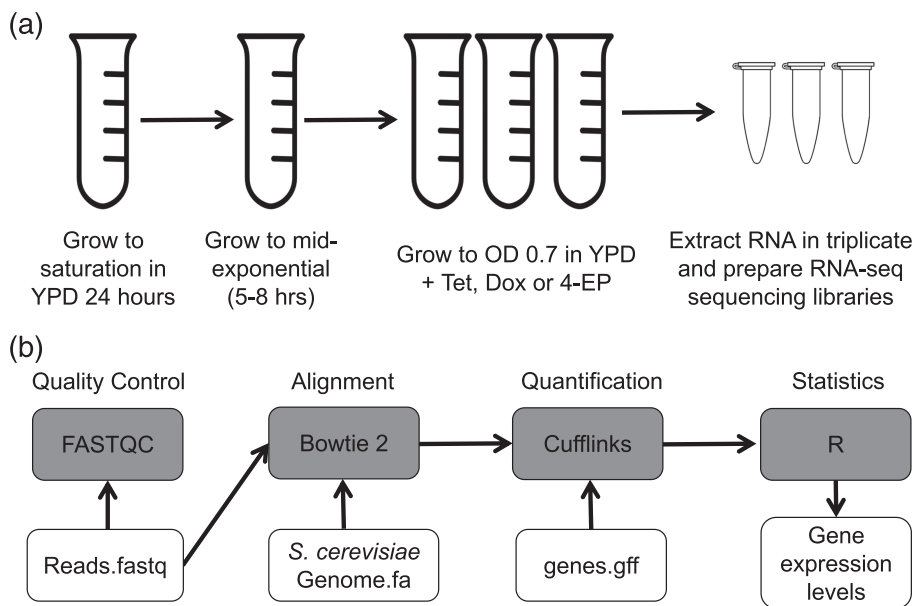 (a)
Grow to
saturation in
YPD 24 hours
Grow to mid-
exponential
(5-8 hrs)
Grow to OD 0.7 in YPD
+ Tet, Dox or 4-EP
Extract RNA in triplicate
and prepare RNA-seq
sequencing libraries
(b)
Quality Control
Alignment
Quantification
Statistics
FASTQC
Bowtie 2
Cufflinks
R
Reads.fastq
S. cerevisiae
Genome.fa
genes.gff
Gene
expression
levels